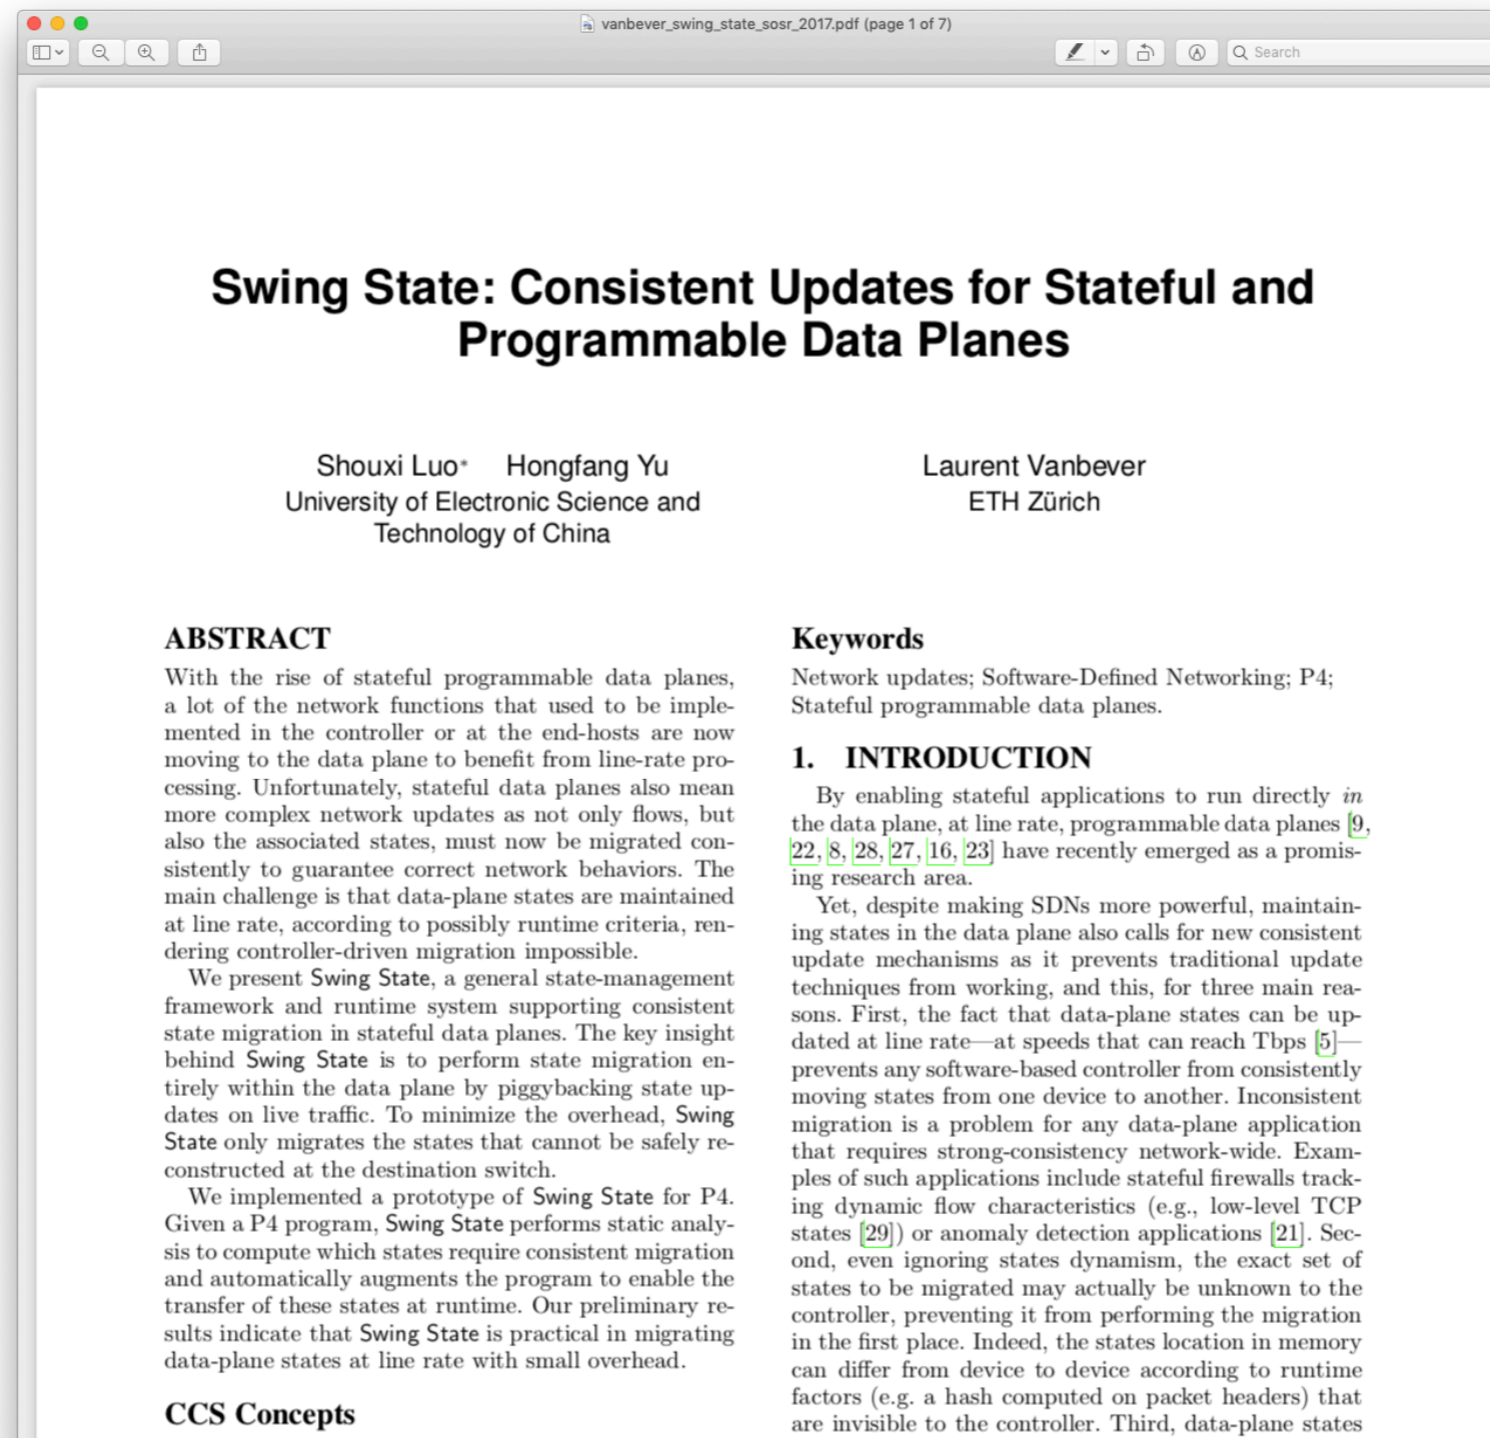 vanbever_swing_state_sosr_2017.pdf (page 1 of 7)
Search
Swing State: Consistent Updates for Stateful and
Programmable Data Planes
Shouxi Luo* Hongfang Yu
University of Electronic Science and
Technology of China
Laurent Vanbever
ETH Zürich
ABSTRACT
With the rise of stateful programmable data planes,
a lot of the network functions that used to be imple-
mented in the controller or at the end-hosts are now
moving to the data plane to benefit from line-rate pro-
cessing. Unfortunately, stateful data planes also mean
more complex network updates as not only flows, but
also the associated states, must now be migrated con-
sistently to guarantee correct network behaviors. The
main challenge is that data-plane states are maintained
at line rate, according to possibly runtime criteria, ren-
dering controller-driven migration impossible.
We present Swing State, a general state-management
framework and runtime system supporting consistent
state migration in stateful data planes. The key insight
behind Swing State is to perform state migration en-
tirely within the data plane by piggybacking state up-
dates on live traffic. To minimize the overhead, Swing
State only migrates the states that cannot be safely re-
constructed at the destination switch.
We implemented a prototype of Swing State for P4.
Given a P4 program, Swing State performs static analy-
sis to compute which states require consistent migration
and automatically augments the program to enable the
transfer of these states at runtime. Our preliminary re-
sults indicate that Swing State is practical in migrating
data-plane states at line rate with small overhead.
CCS Concepts
Keywords
Network updates; Software-Defined Networking; P4;
Stateful programmable data planes.
1. INTRODUCTION
By enabling stateful applications to run directly in
the data plane, at line rate, programmable data planes [9,
22, 8, 28, 27, 16, 23] have recently emerged as a promis-
ing research area.
Yet, despite making SDNs more powerful, maintain-
ing states in the data plane also calls for new consistent
update mechanisms as it prevents traditional update
techniques from working, and this, for three main rea-
sons. First, the fact that data-plane states can be up-
dated at line rate—at speeds that can reach Tbps [5]—
prevents any software-based controller from consistently
moving states from one device to another. Inconsistent
migration is a problem for any data-plane application
that requires strong-consistency network-wide. Exam-
ples of such applications include stateful firewalls track-
ing dynamic flow characteristics (e.g., low-level TCP
states [29]) or anomaly detection applications [21]. Sec-
ond, even ignoring states dynamism, the exact set of
states to be migrated may actually be unknown to the
controller, preventing it from performing the migration
in the first place. Indeed, the states location in memory
can differ from device to device according to runtime
factors (e.g. a hash computed on packet headers) that
are invisible to the controller. Third, data-plane states